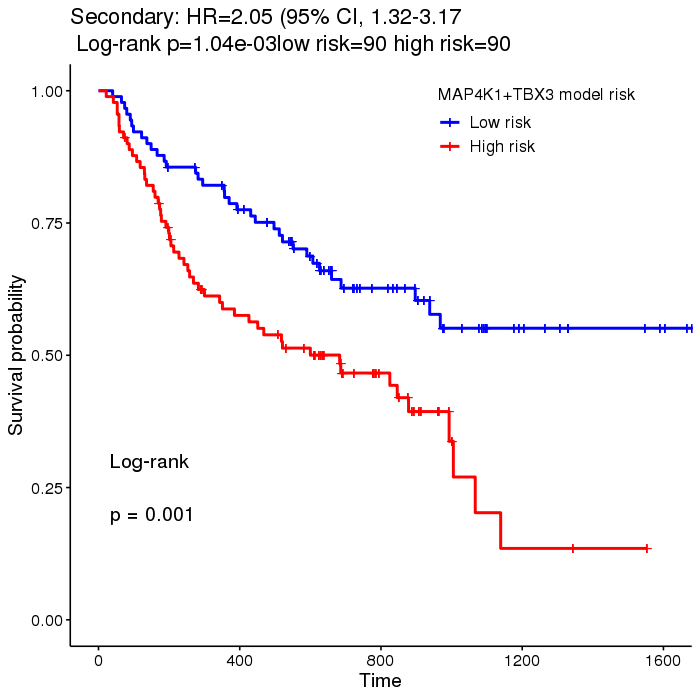 Secondary: HR=2.05 (95% CI, 1.32-3.17
Log-rank p=1.04e-03low risk=90 high risk=90
MAP4K1+TBX3 model risk
Low risk
High risk
Survival probability
1.00
0.75
0.50
0.25
0.00
Log-rank
p = 0.001
0 400 800 1200 1600
Time